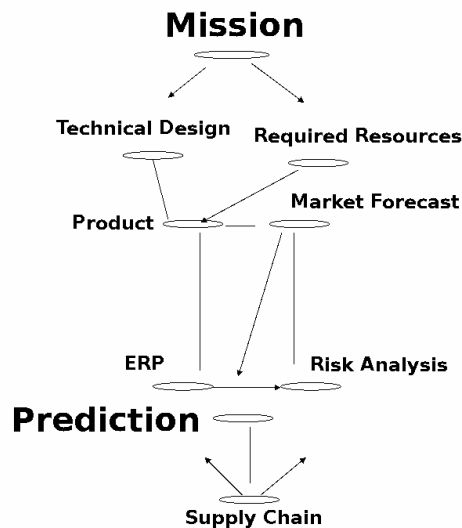 Mission
Technical Design
Required Resources
Market Forecast
Product
ERP
Risk Analysis
Prediction
Supply Chain